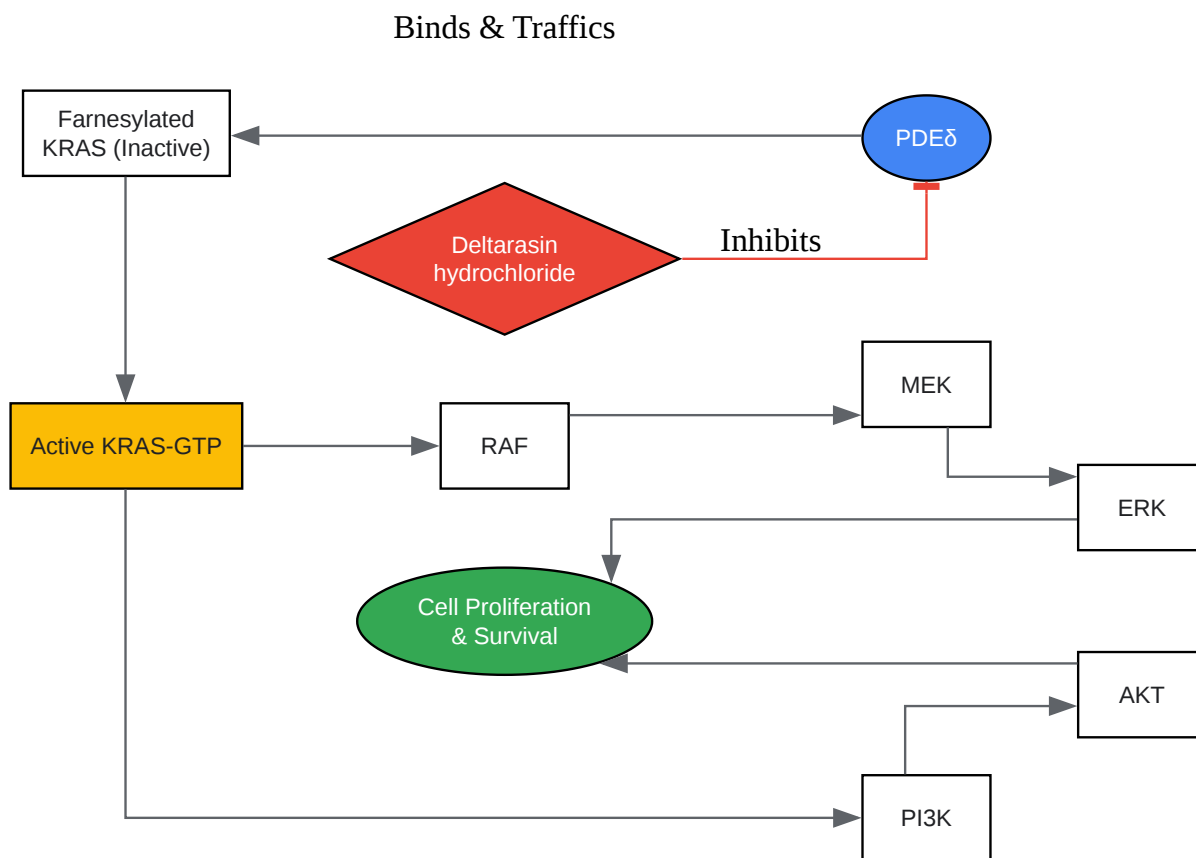 Binds & Traffics
Farnesylated
KRAS (Inactive)
PDEδ
Deltarasin
hydrochloride
Inhibits
MEK
Active KRAS-GTP
RAF
ERK
Cell Proliferation
& Survival
AKT
PI3K